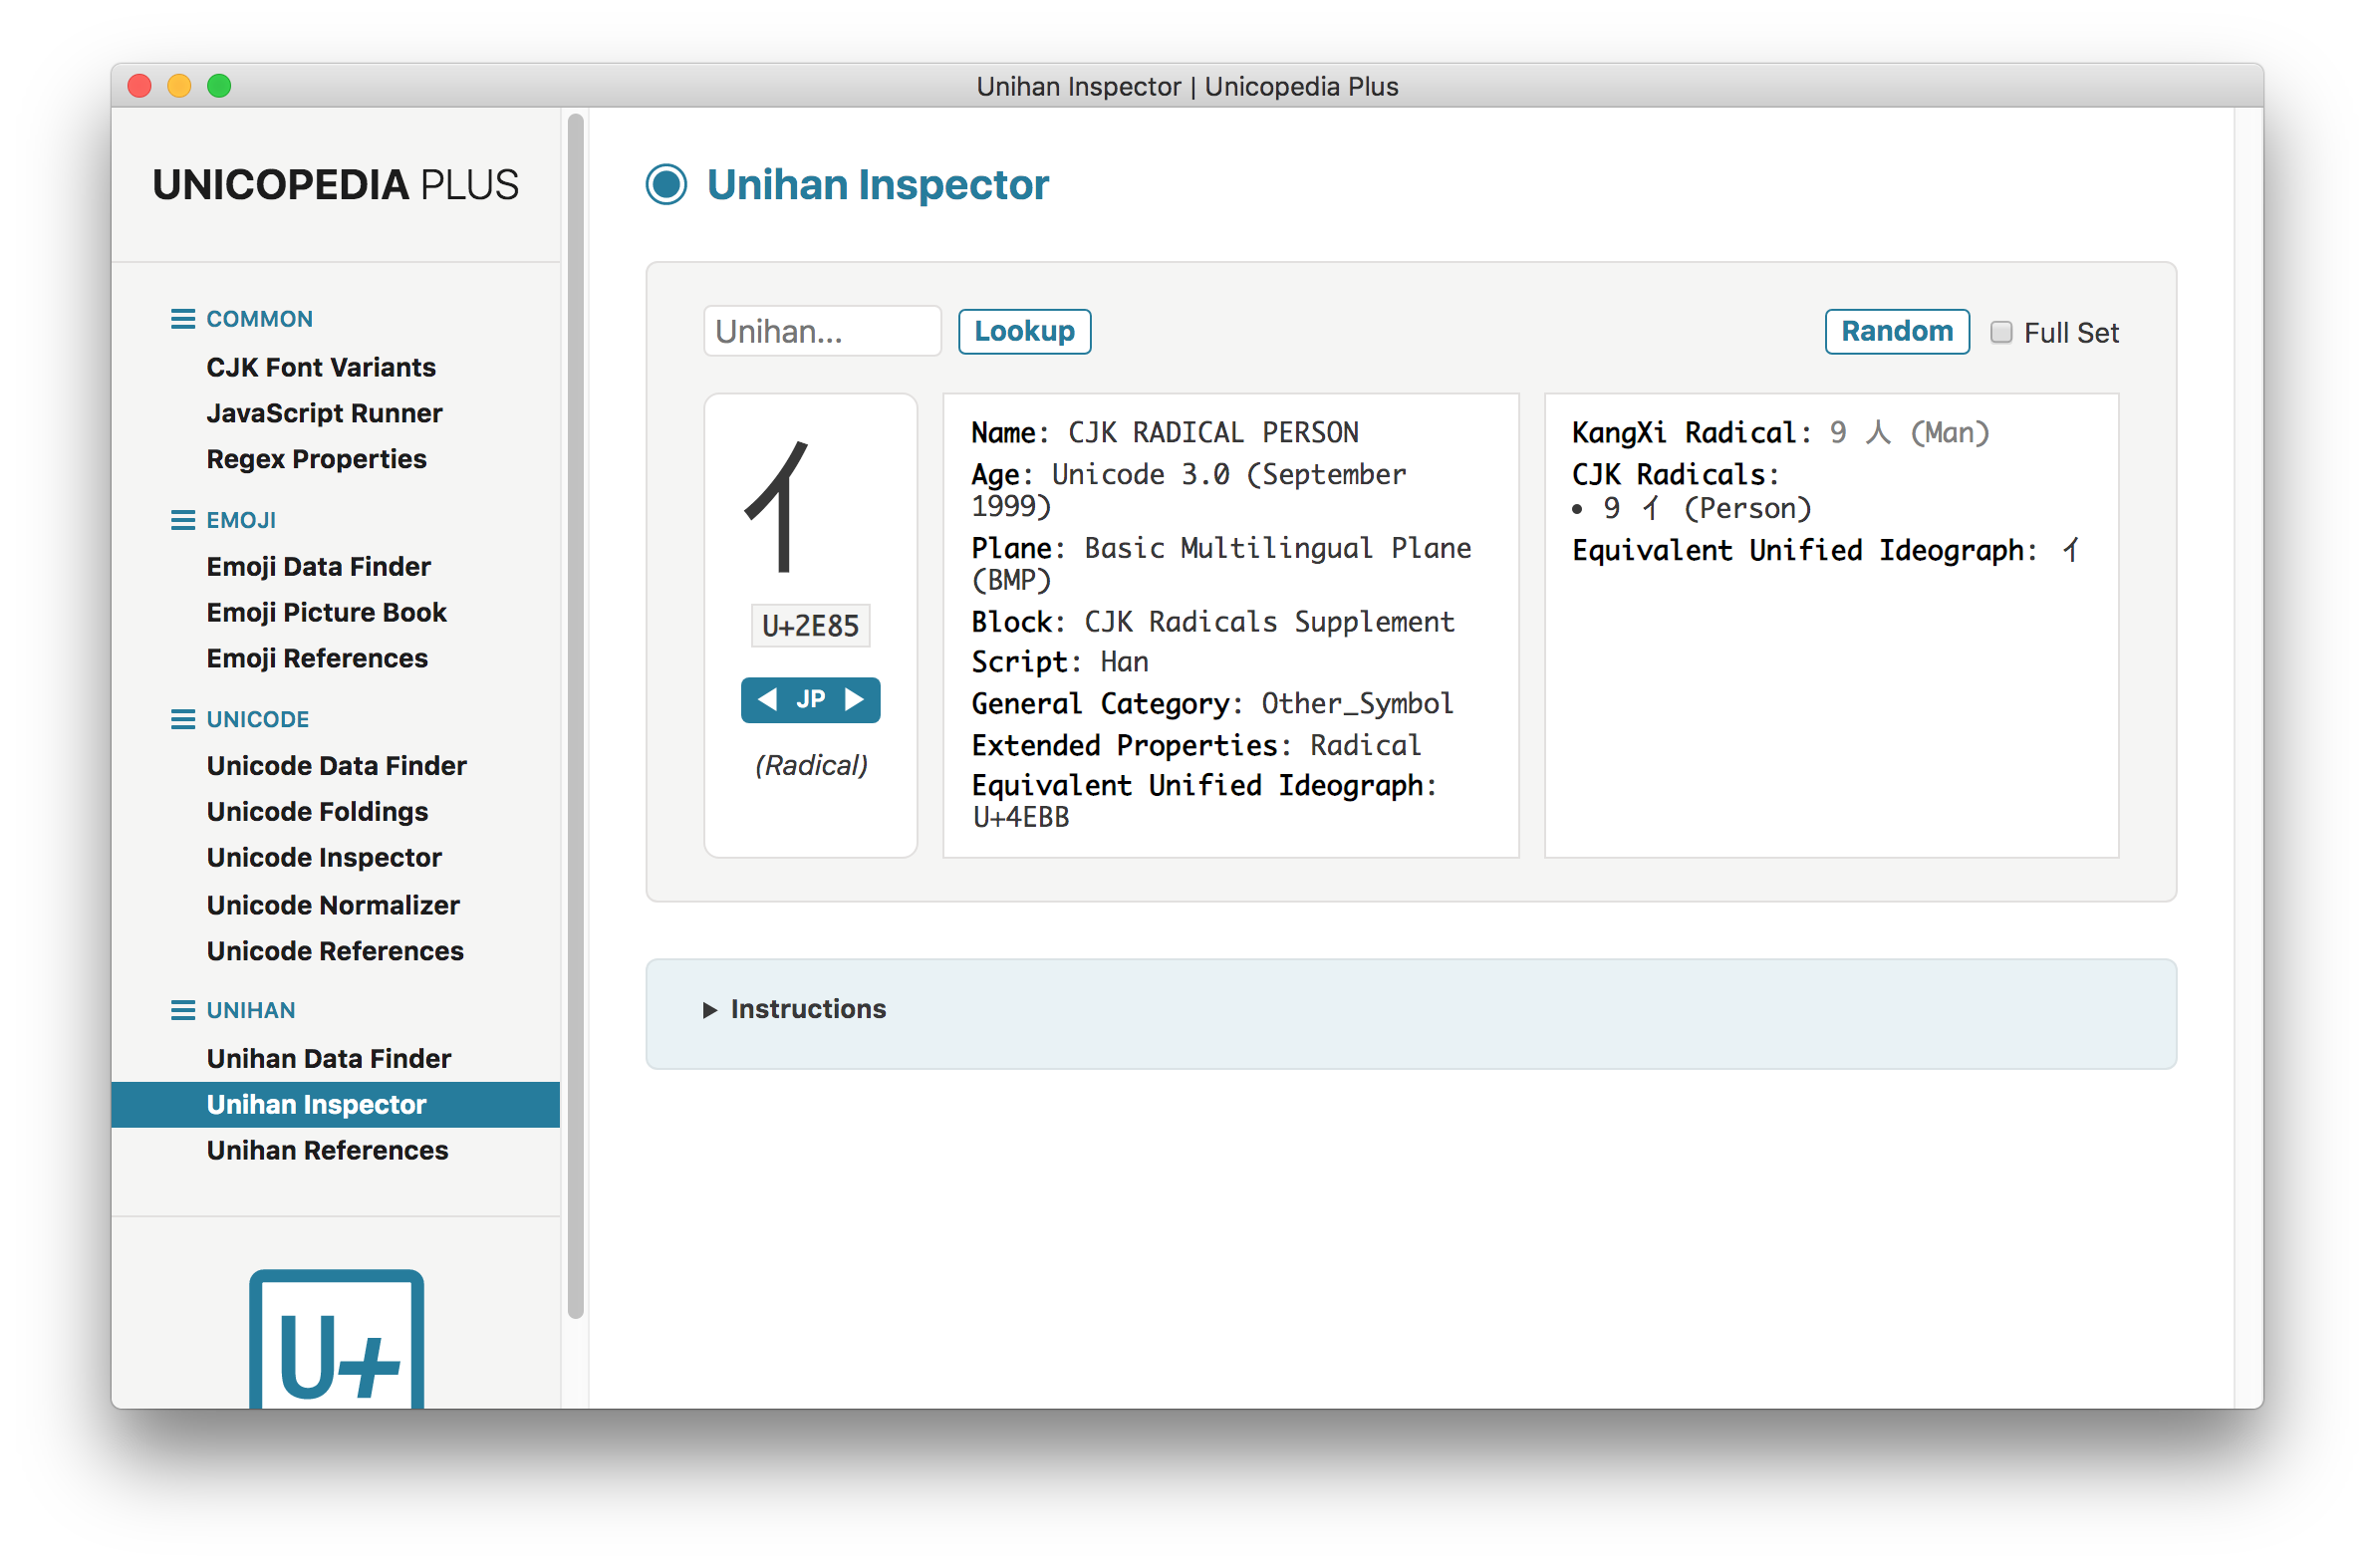 Unihan Inspector | Unicopedia Plus
UNICOPEDIA PLUS
COMMON
CJK Font Variants
JavaScript Runner
Regex Properties
EMOJI
Emoji Data Finder
Emoji Picture Book
Emoji References
UNICODE
Unicode Data Finder
Unicode Foldings
Unicode Inspector
Unicode Normalizer
Unicode References
UNIHAN
Unihan Data Finder
Unihan Inspector
Unihan References
U+
Unihan Inspector
Unihan...
Lookup
Random
Full Set
⺅
U+2E85
◀ JP ▶
(Radical)
Name: CJK RADICAL PERSON
Age: Unicode 3.0 (September
1999)
Plane: Basic Multilingual Plane
(BMP)
Block: CJK Radicals Supplement
Script: Han
General Category: Other_Symbol
Extended Properties: Radical
Equivalent Unified Ideograph:
U+4EBB
KangXi Radical: 9 ⼈ (Man)
CJK Radicals:
• 9 ⺅ (Person)
Equivalent Unified Ideograph: 亻
▶ Instructions